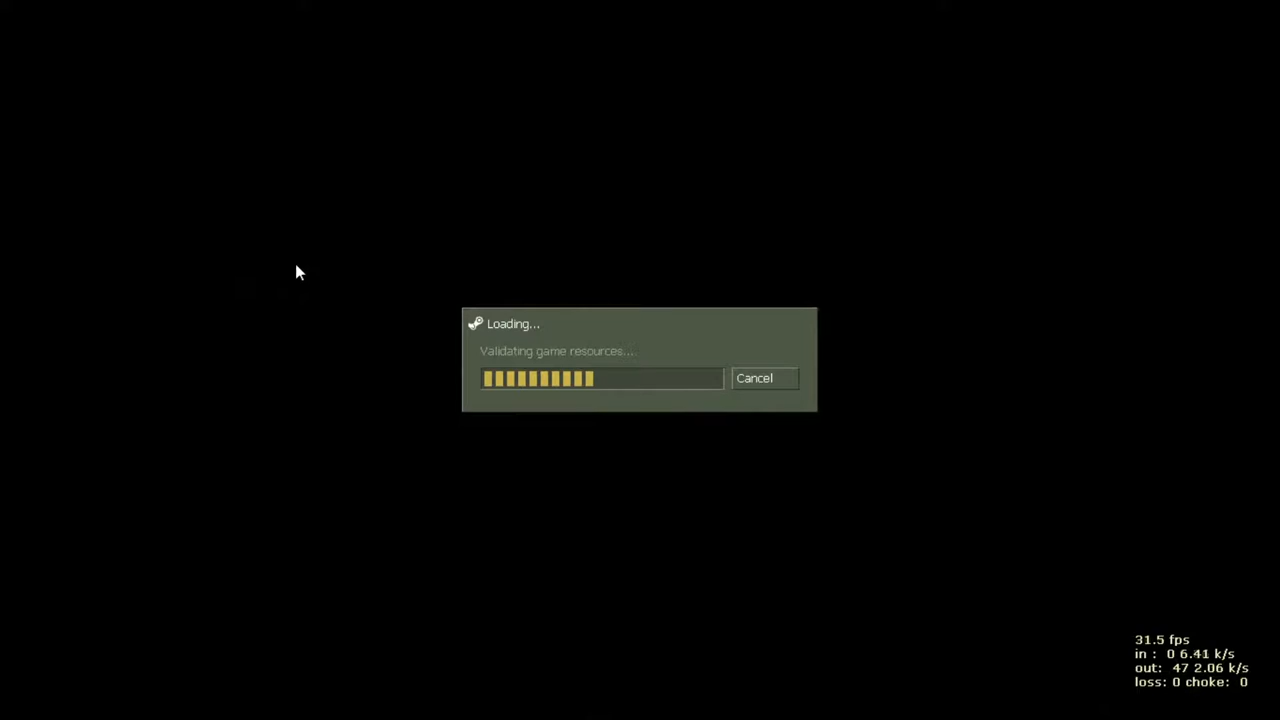 Loading...
Validating game resources...
Cancel
31.5 fps
in :  0 6.41 k/s
out:  47 2.06 k/s
loss: 0 choke:  0